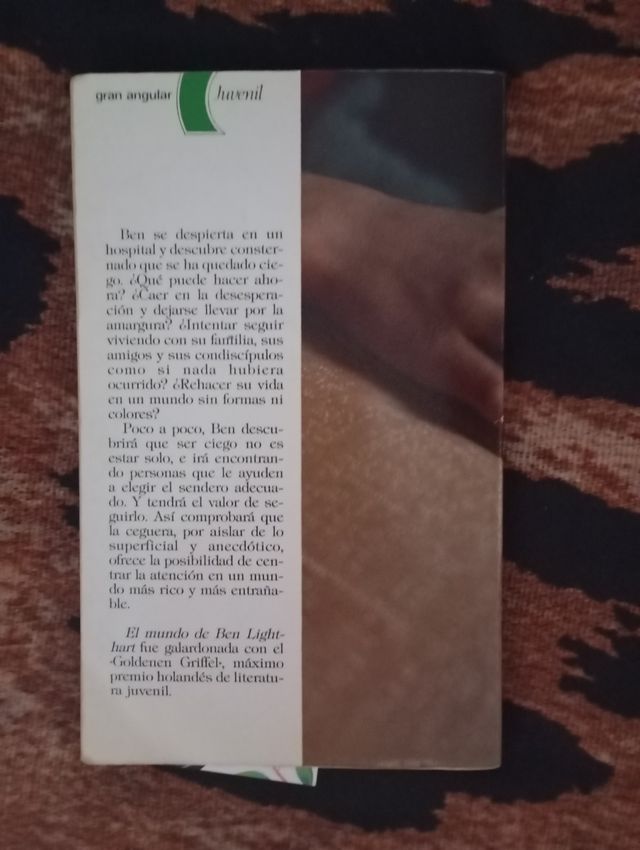 gran angular Juvenil
Ben se despierta en un
hospital y descubre conster-
nado que se ha quedado cie-
go. ¿Qué puede hacer aho-
ra? ¿Caer en la desespera-
ción y dejarse llevar por la
amargura? ¿Intentar seguir
viviendo con su familia, sus
amigos y sus condiscípulos
como si nada hubiera
ocurrido? ¿Rehacer su vida
en un mundo sin formas ni
colores?
Poco a poco, Ben descu-
brirá que ser ciego no es
estar solo, e irá encontran-
do personas que le ayuden
a elegir el sendero adecua-
do. Y tendrá el valor de se-
guirlo. Así comprobará que
la ceguera, por aislar de lo
superficial y anecdótico,
ofrece la posibilidad de cen-
trar la atención en un mun-
do más rico y más entraña-
ble.
El mundo de Ben Light-
hart fue galardonada con el
«Goldenen Griffel», máximo
premio holandés de literatu-
ra juvenil.